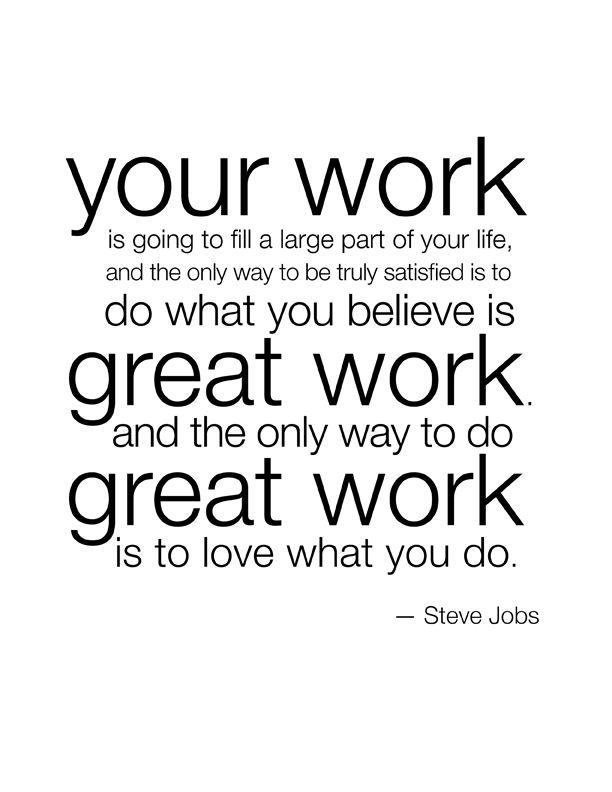 your work
is going to fill a large part of your life,
and the only way to be truly satisfied is to
do what you believe is
great work.
and the only way to do
great work
is to love what you do.
— Steve Jobs